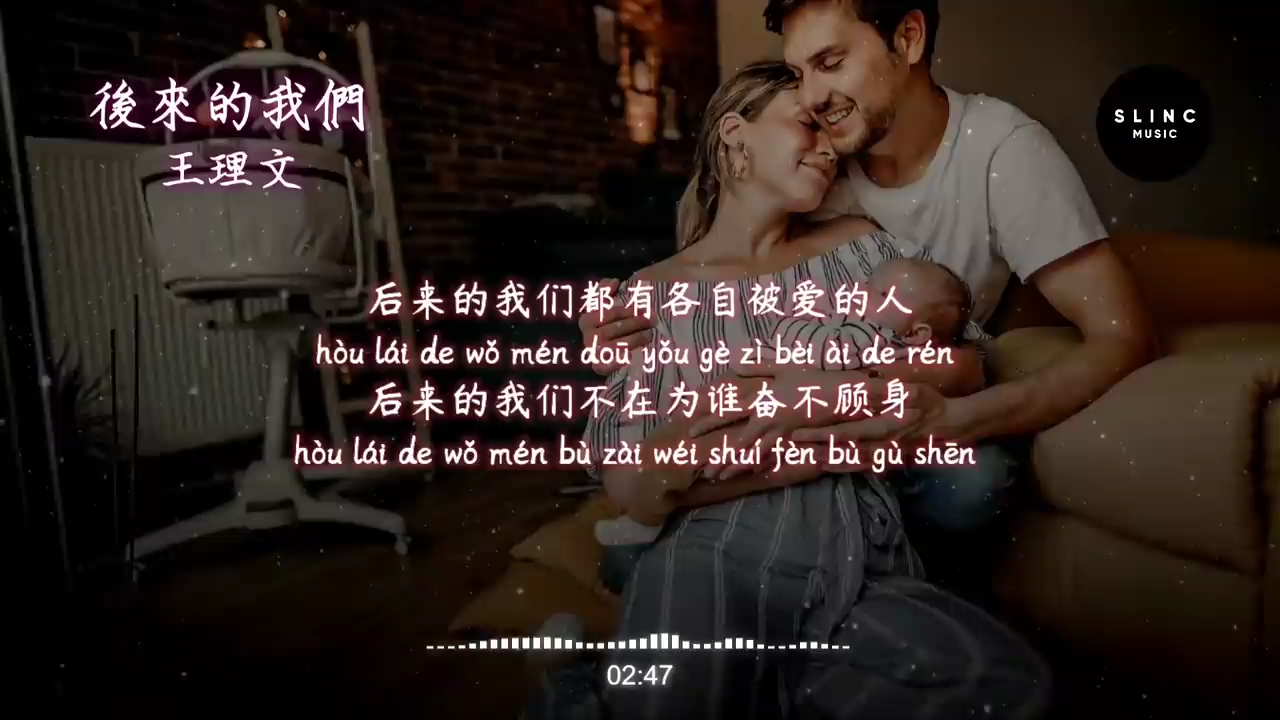 後來的我們
王理文
SLINC
MUSIC
后来的我们都有各自被爱的人
hòu lái de wǒ mén doū yǒu gè zì bèi ài de rén
后来的我们不在为谁奋不顾身
hòu lái de wǒ mén bù zài wéi shuí fèn bù gù shēn
02:47